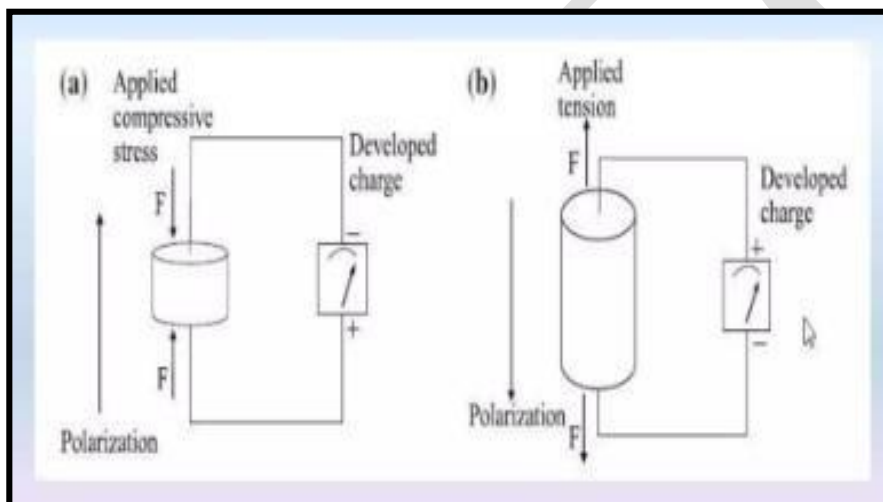 (a) Applied
compressive
stress
F
Developed
charge
−
+
F
Polarization
(b) Applied
tension
F
Developed
charge
+
−
Polarization
F